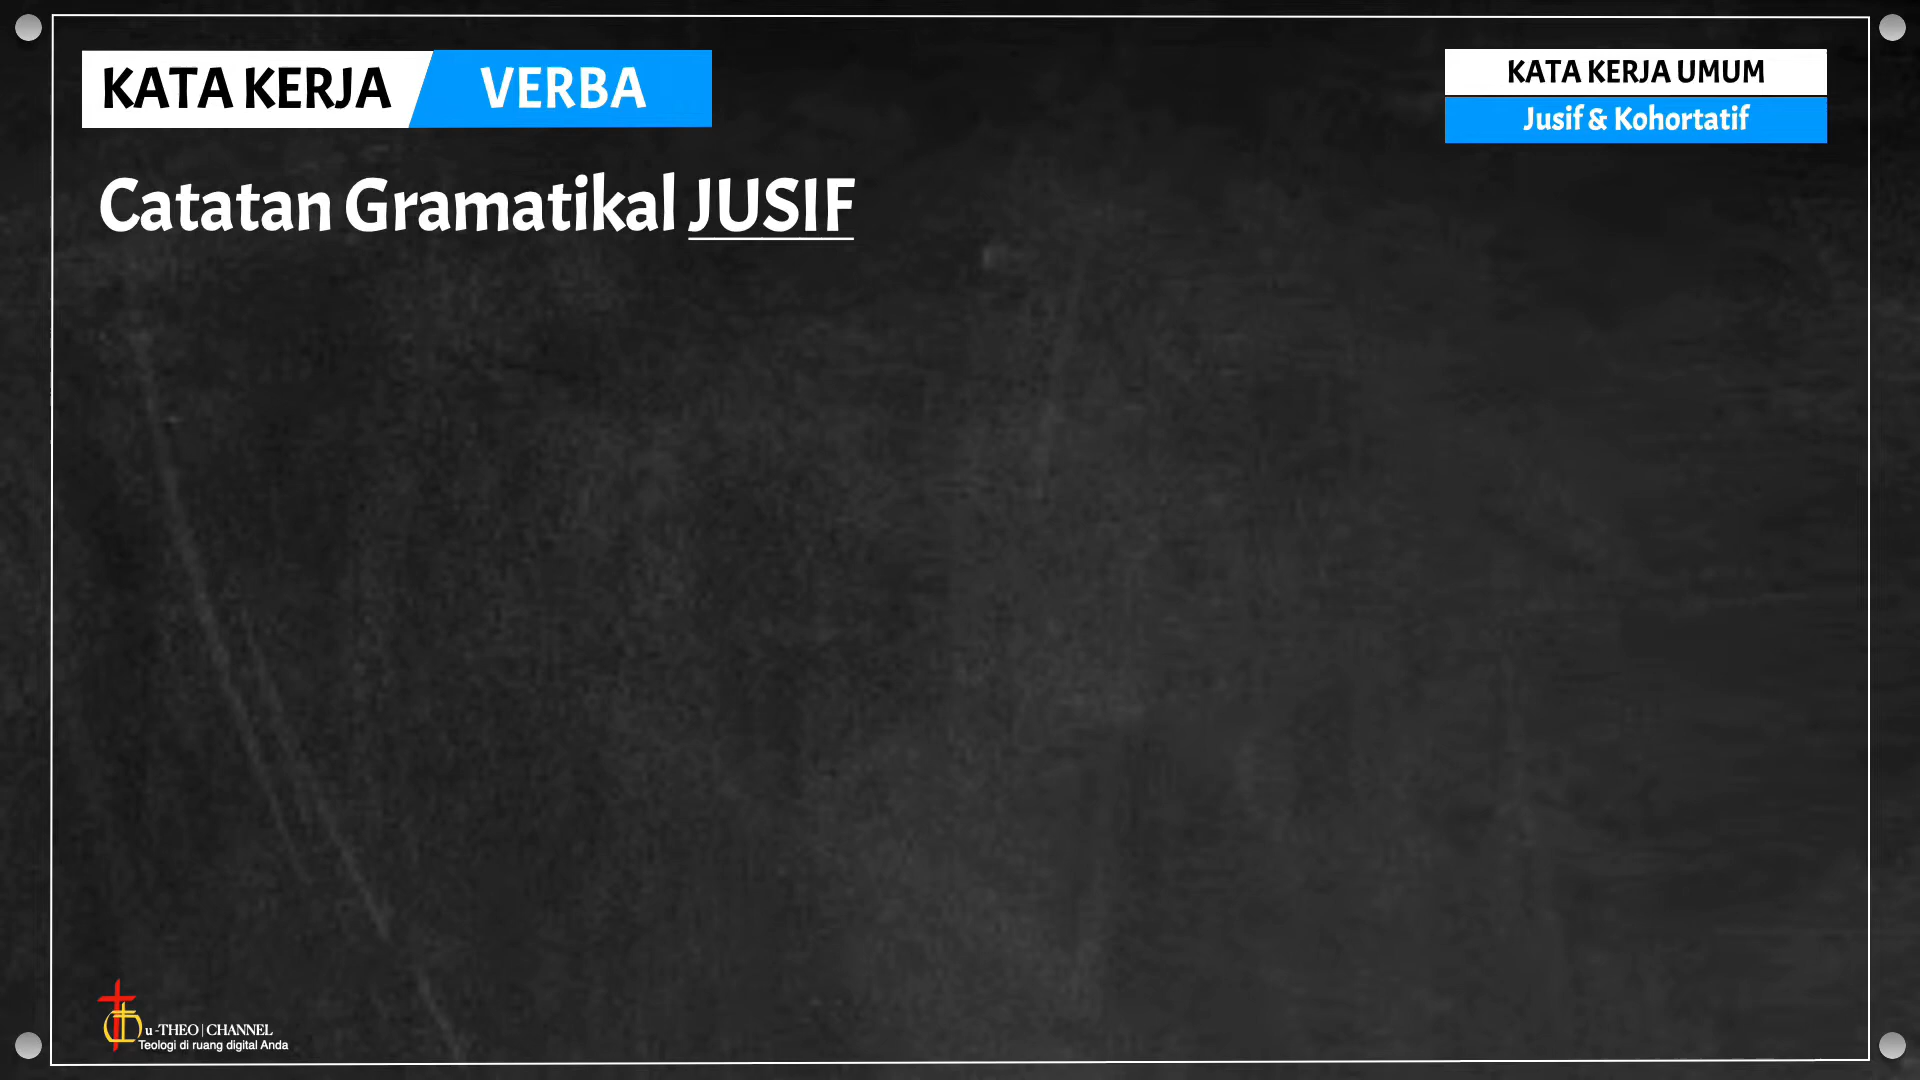 KATA KERJA VERBA
KATA KERJA UMUM
Jusif & Kohortatif
Catatan Gramatikal JUSIF
u-THEO | CHANNEL
Teologi di ruang digital Anda